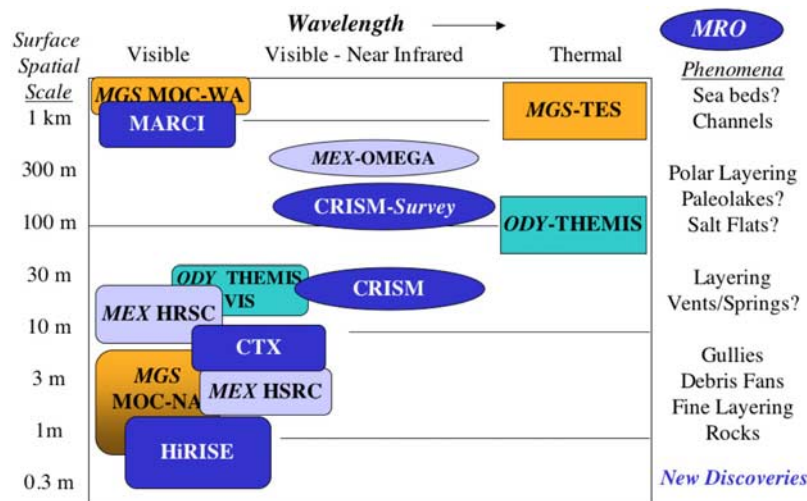 Wavelength
MRO
Surface
Spatial
Scale
Visible
Visible - Near Infrared
Thermal
Phenomena
Sea beds?
Channels
1 km
MGS MOC-WA
MARCI
MGS-TES
300 m
MEX-OMEGA
Polar Layering
Paleolakes?
Salt Flats?
CRISM-Survey
100 m
ODY-THEMIS
30 m
ODY THEMIS
VIS
CRISM
Layering
Vents/Springs?
MEX HRSC
10 m
CTX
Gullies
Debris Fans
Fine Layering
Rocks
3 m
MGS
MOC-NA
MEX HSRC
1m
HiRISE
0.3 m
New Discoveries